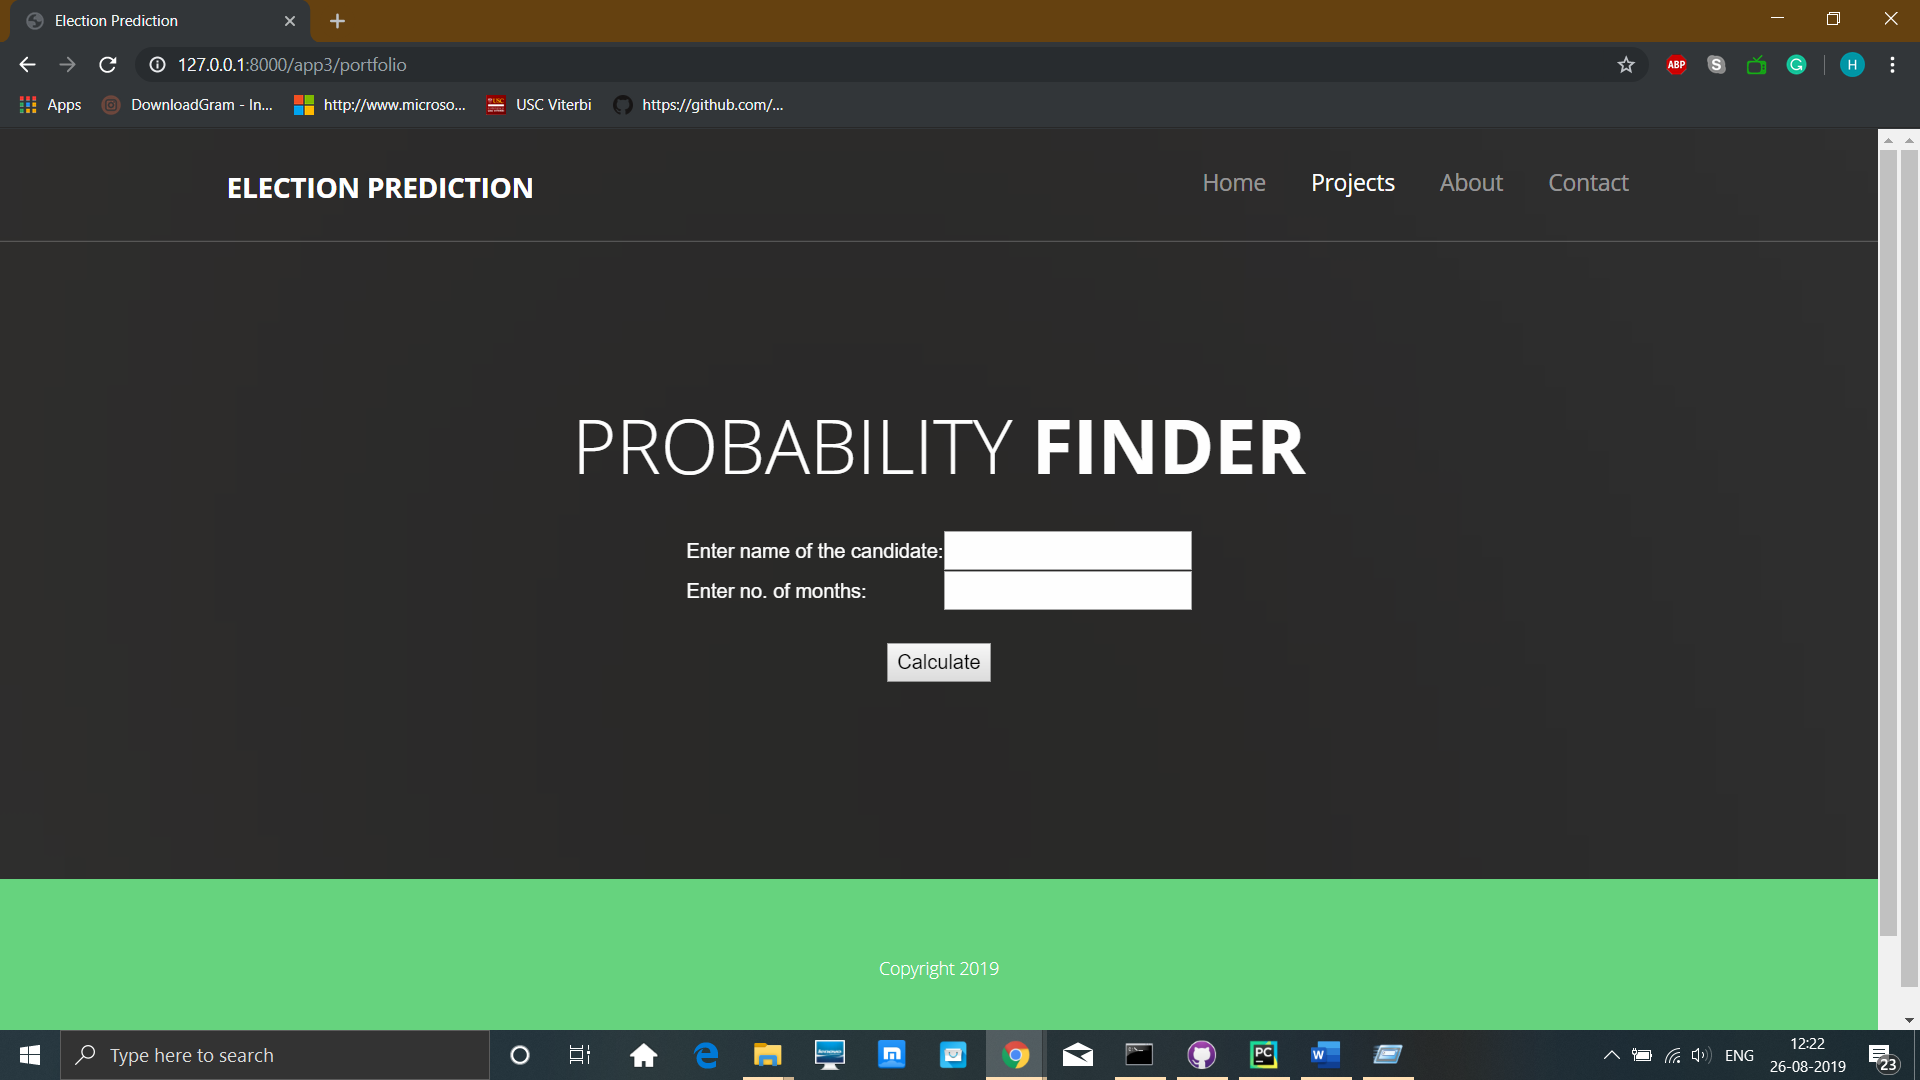 Election Prediction
127.0.0.1:8000/app3/portfolio
ABP
S
G
H
Apps
DownloadGram - In...
http://www.microso...
USC Viterbi
https://github.com/...
ELECTION PREDICTION
Home
Projects
About
Contact
PROBABILITY FINDER
Enter name of the candidate:
Enter no. of months:
Calculate
Copyright 2019
Type here to search
PC
W
ENG
12:22
26-08-2019
23